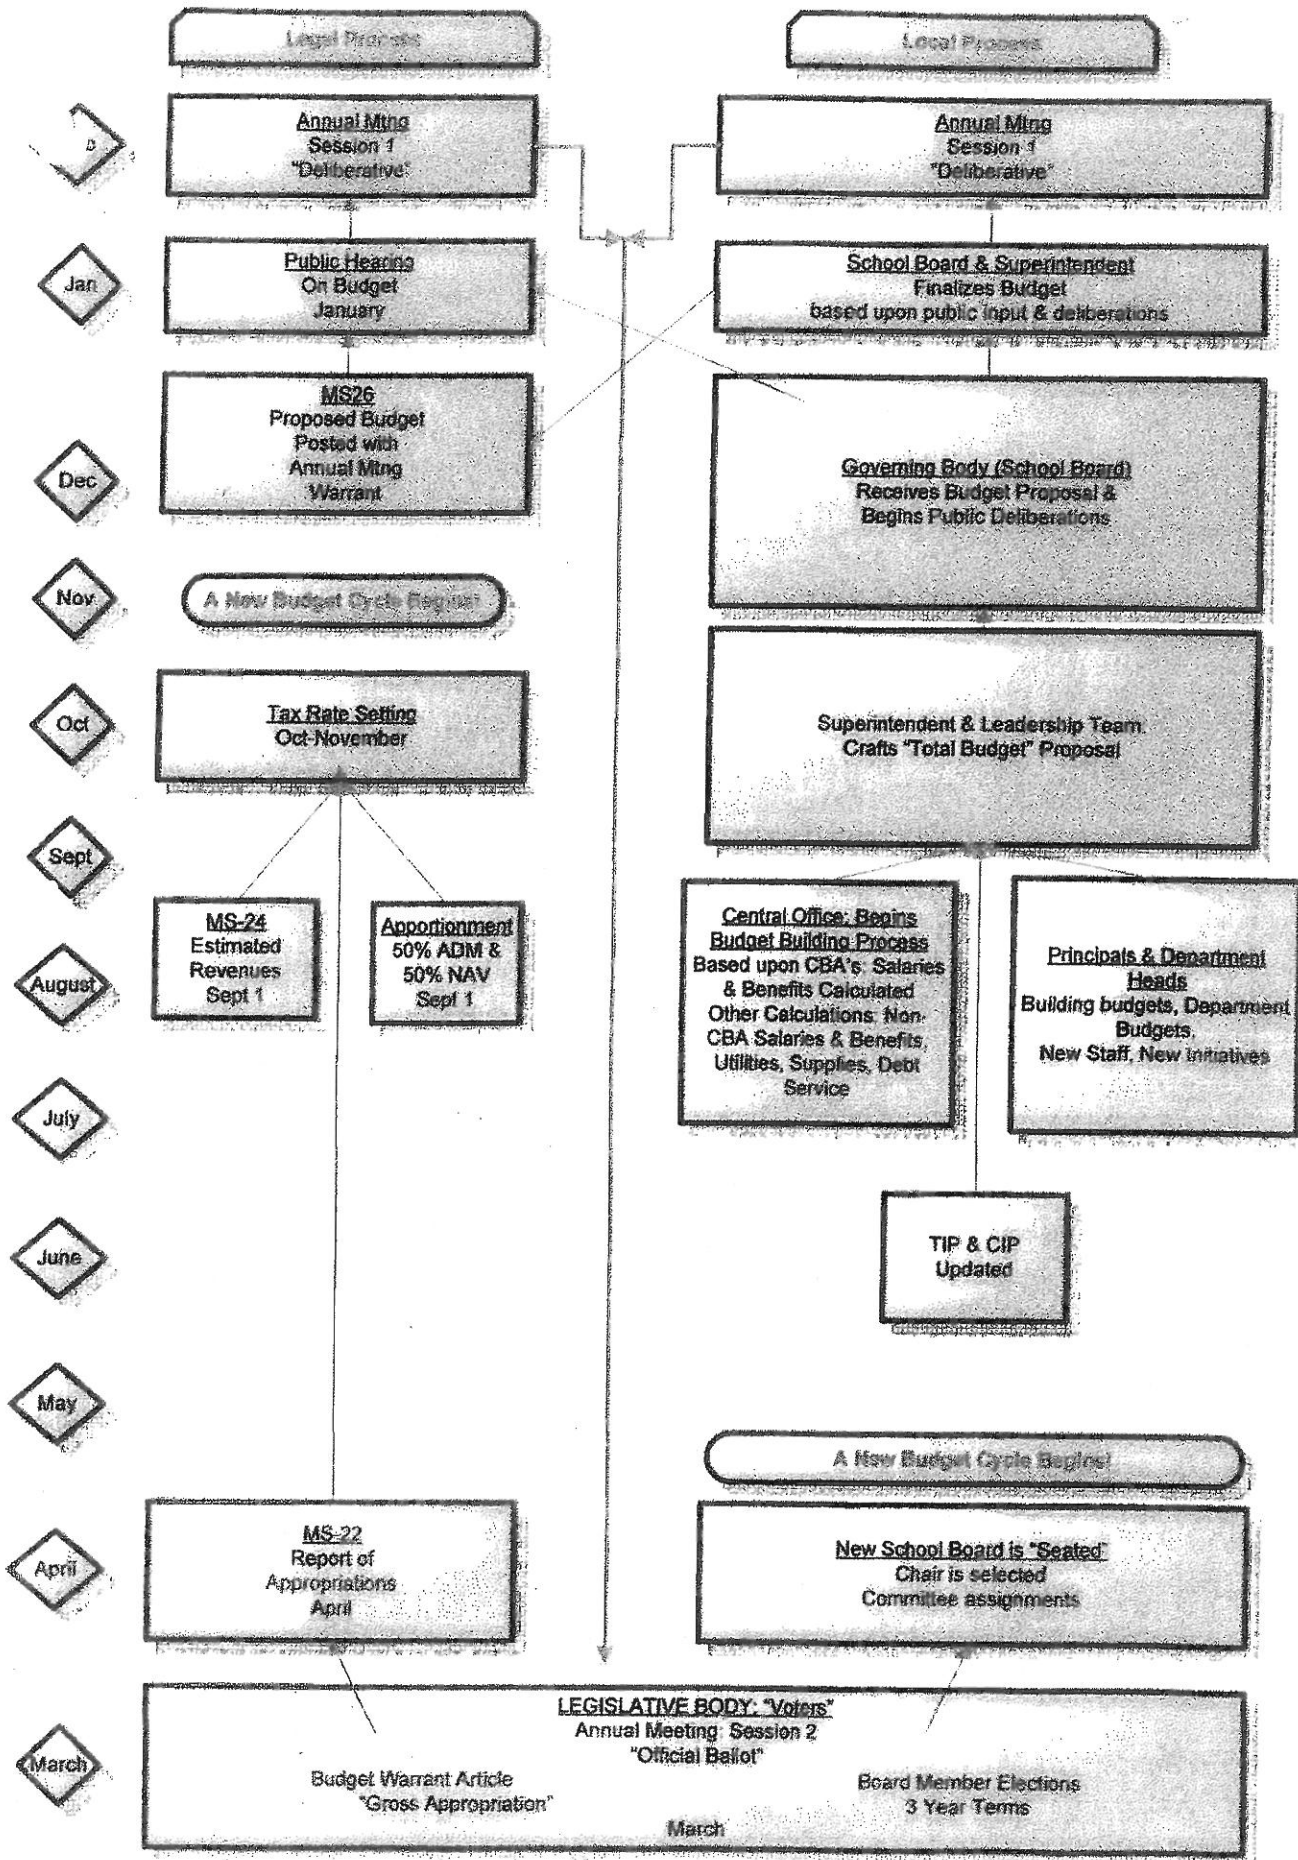 Legal Process
Local Process
Annual Mtng
Session 1
"Deliberative"
Annual Mtng
Session 1
"Deliberative"
Jan
Public Hearing
On Budget
January
School Board & Superintendent
Finalizes Budget
based upon public input & deliberations
Dec
MS26
Proposed Budget
Posted with
Annual Mtng
Warrant
Governing Body (School Board)
Receives Budget Proposal &
Begins Public Deliberations
Nov
A New Budget Cycle Begins!
Oct
Tax Rate Setting
Oct-November
Superintendent & Leadership Team
Crafts "Total Budget" Proposal
Sept
August
MS-24
Estimated
Revenues
Sept 1
Apportionment
50% ADM &
50% NAV
Sept 1
Central Office: Begins
Budget Building Process
Based upon CBA's: Salaries
& Benefits Calculated
Other Calculations: Non-
CBA Salaries & Benefits,
Utilities, Supplies, Debt
Service
Principals & Department
Heads
Building budgets, Department
Budgets,
New Staff, New Initiatives
July
June
TIP & CIP
Updated
May
A New Budget Cycle Begins!
April
MS-22
Report of
Appropriations
April
New School Board is "Seated"
Chair is selected
Committee assignments
March
LEGISLATIVE BODY: "Voters"
Annual Meeting: Session 2
"Official Ballot"
Budget Warrant Article
"Gross Appropriation"
Board Member Elections
3 Year Terms
March